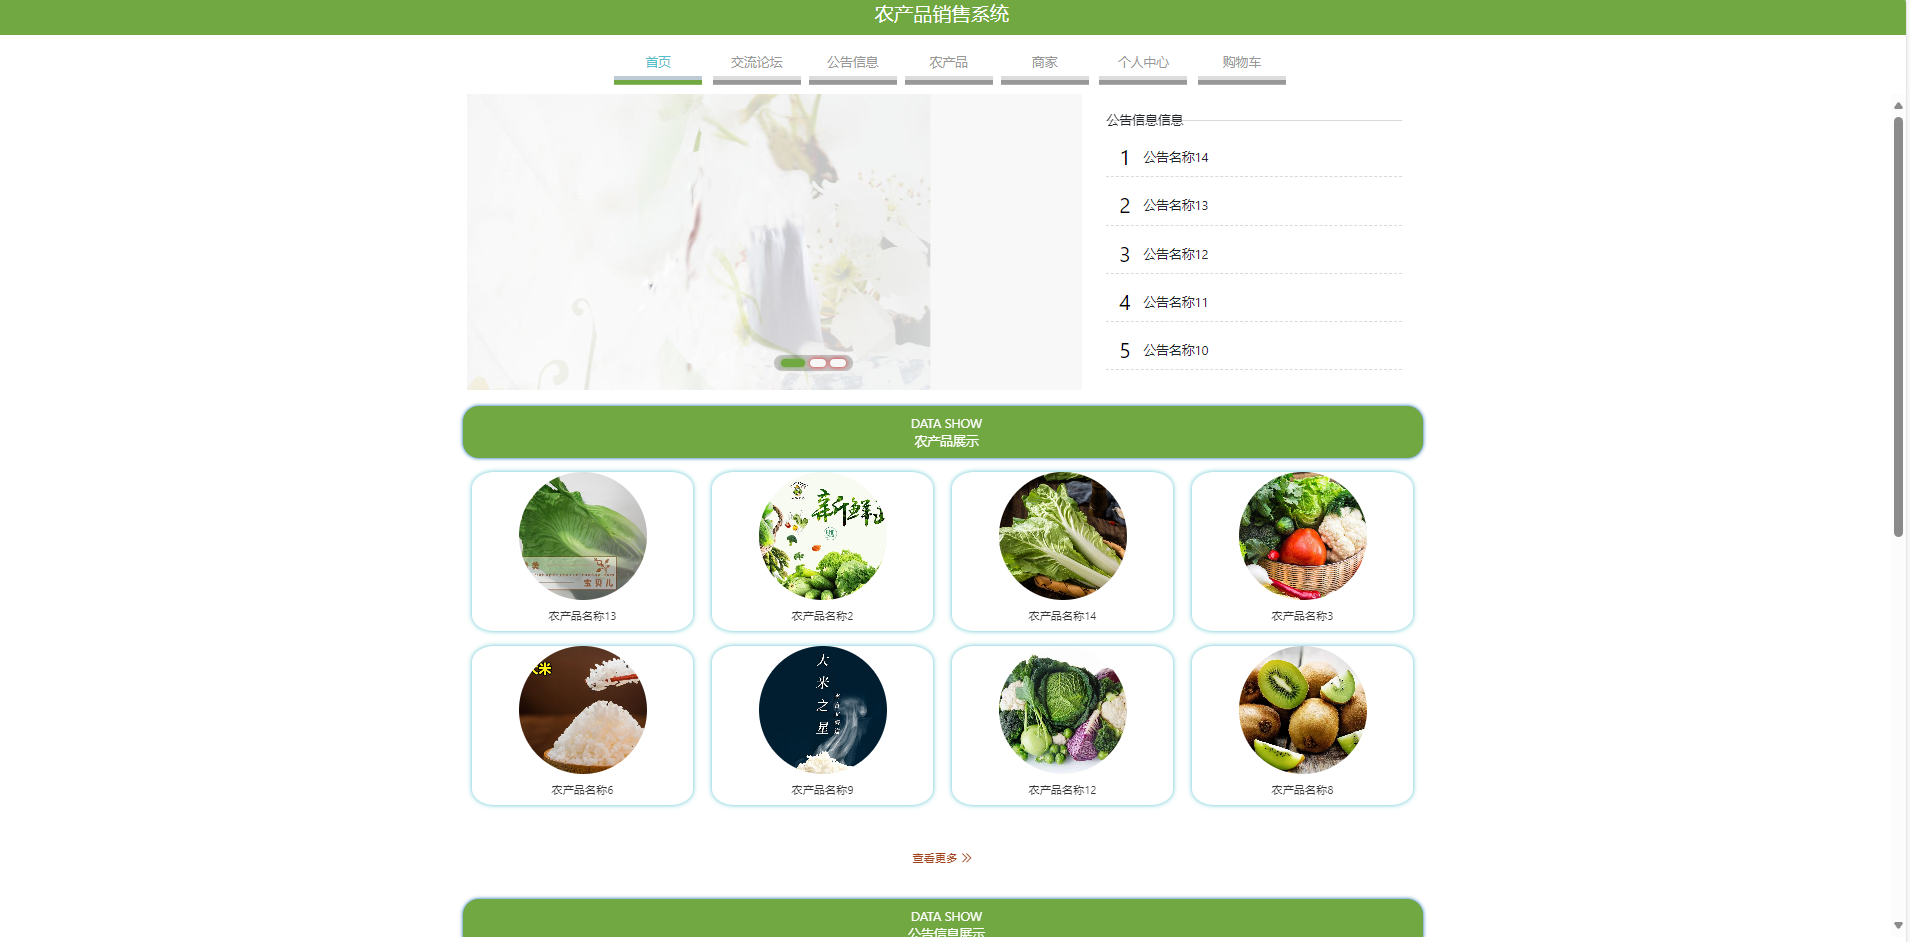 农产品销售系统
首页 交流论坛 公告信息 农产品 商家 个人中心 购物车
公告信息信息
1 公告名称14
2 公告名称13
3 公告名称12
4 公告名称11
5 公告名称10
DATA SHOW
农产品展示
新鲜
宝贝儿
农产品名称13 农产品名称2 农产品名称14 农产品名称3
大米之星
农产品名称6 农产品名称9 农产品名称12 农产品名称8
查看更多
DATA SHOW
公告信息展示